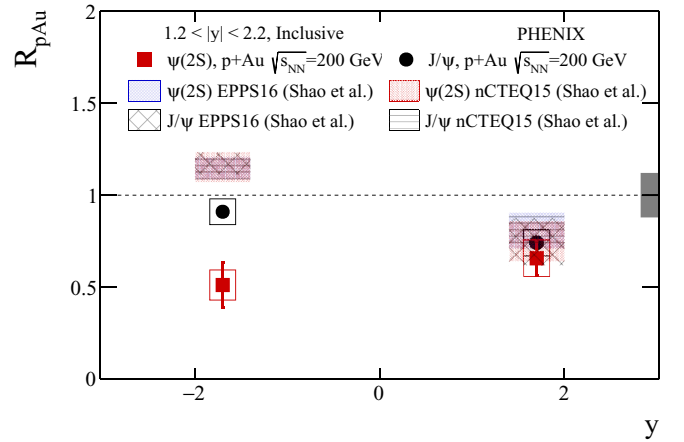 2
1.2 < |y| < 2.2, Inclusive PHENIX
ψ(2S), p+Au √s_NN=200 GeV J/ψ, p+Au √s_NN=200 GeV
ψ(2S) EPPS16 (Shao et al.) ψ(2S) nCTEQ15 (Shao et al.)
J/ψ EPPS16 (Shao et al.) J/ψ nCTEQ15 (Shao et al.)
R_pAu
1.5
1
0.5
0
−2 0 2
y